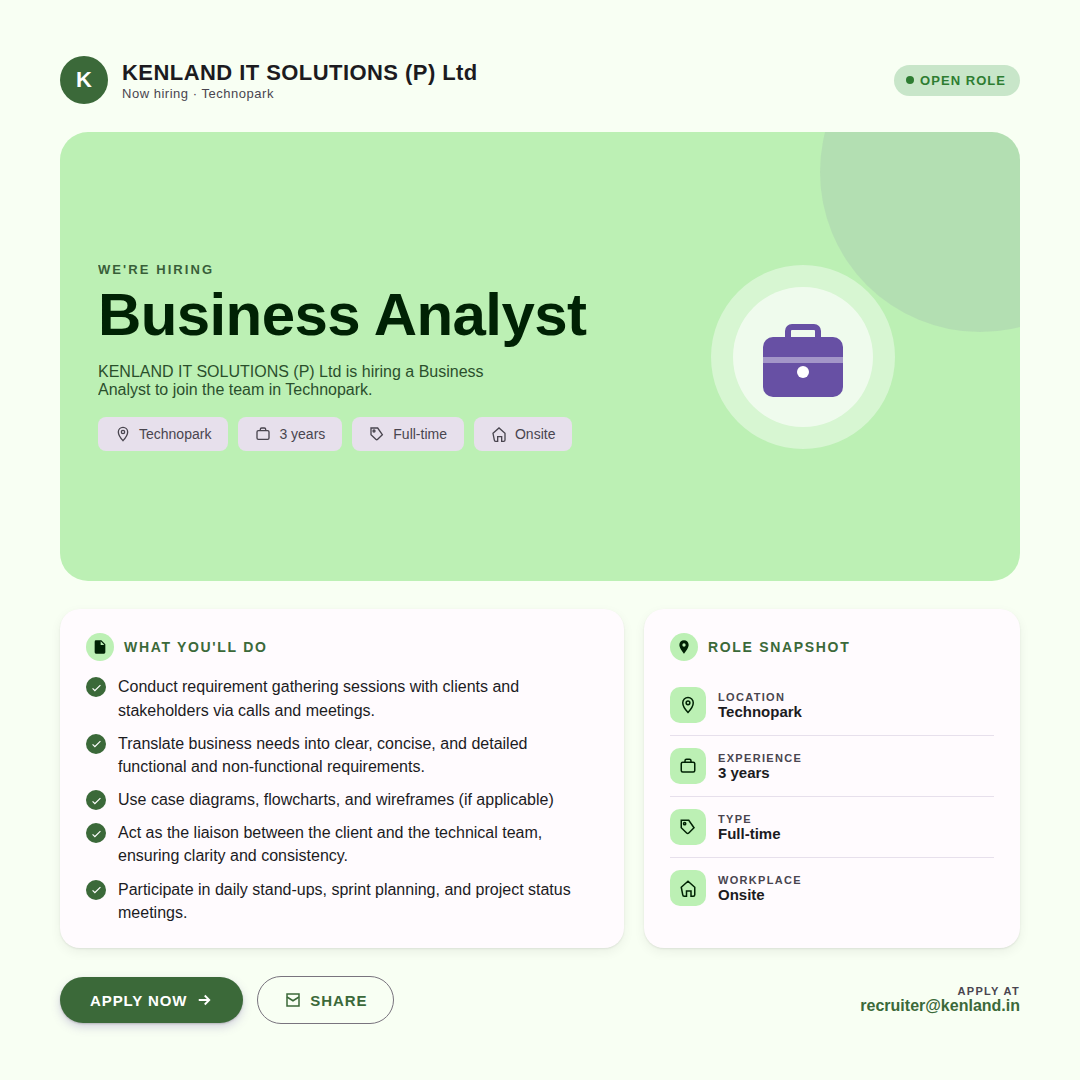 K
KENLAND IT SOLUTIONS (P) Ltd
Now hiring · Technopark
OPEN ROLE
WE'RE HIRING
Business Analyst
KENLAND IT SOLUTIONS (P) Ltd is hiring a Business
Analyst to join the team in Technopark.
Technopark
3 years
Full-time
Onsite
WHAT YOU'LL DO
Conduct requirement gathering sessions with clients and
stakeholders via calls and meetings.
Translate business needs into clear, concise, and detailed
functional and non-functional requirements.
Use case diagrams, flowcharts, and wireframes (if applicable)
Act as the liaison between the client and the technical team,
ensuring clarity and consistency.
Participate in daily stand-ups, sprint planning, and project status
meetings.
ROLE SNAPSHOT
LOCATION
Technopark
EXPERIENCE
3 years
TYPE
Full-time
WORKPLACE
Onsite
APPLY NOW
SHARE
APPLY AT
recruiter@kenland.in